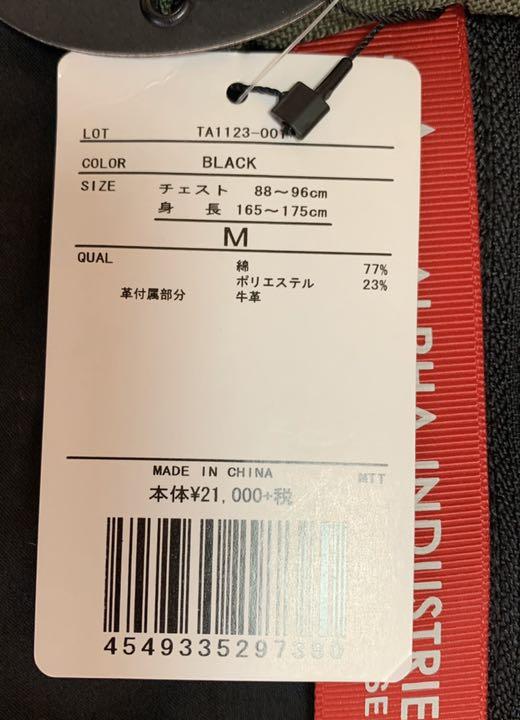 LOT TA1123-001
COLOR BLACK
SIZE チェスト 88〜96cm
身 長 165〜175cm
M
QUAL 綿 77%
ポリエステル 23%
革付属部分 牛革
MADE IN CHINA
MTT
本体¥21,000+税
4549335297380
ALPHA INDUSTRIE
SE